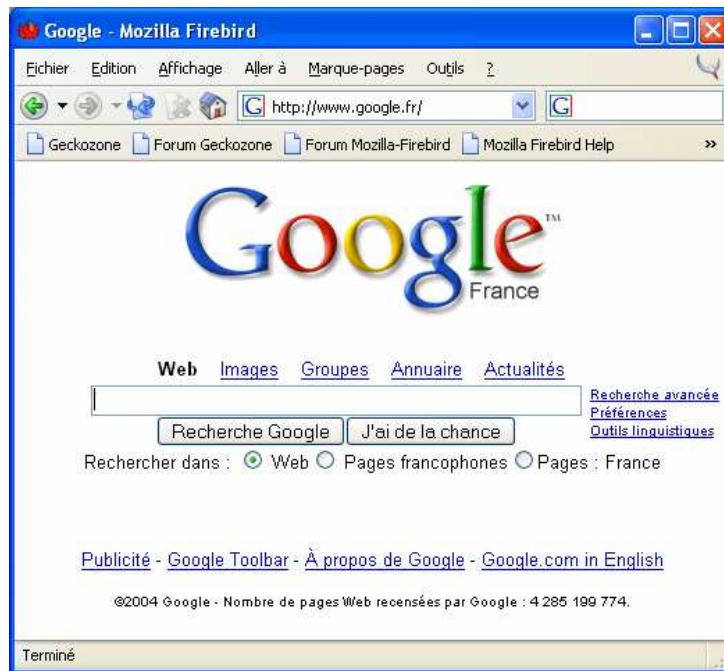 Google - Mozilla Firebird
Fichier Edition Affichage Aller à Marque-pages Outils ?
G http://www.google.fr/ G
Geckozone Forum Geckozone Forum Mozilla-Firebird Mozilla Firebird Help »
Google™
France
Web Images Groupes Annuaire Actualités
Recherche avancée
Préférences
Outils linguistiques
Recherche Google J'ai de la chance
Rechercher dans : Web Pages francophones Pages : France
Publicité - Google Toolbar - À propos de Google - Google.com in English
©2004 Google - Nombre de pages Web recensées par Google : 4 285 199 774.
Terminé